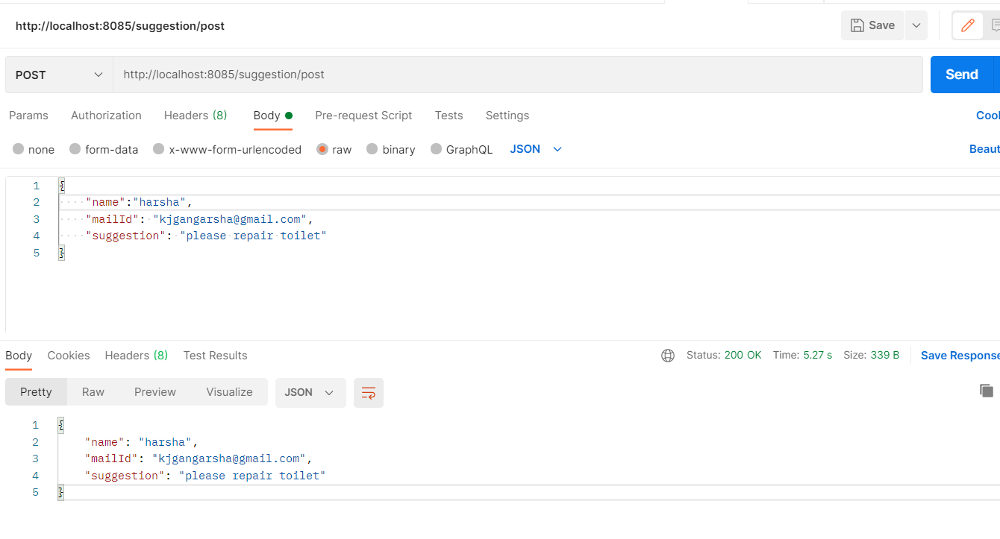 http://localhost:8085/suggestion/post
Save
POST
http://localhost:8085/suggestion/post
Send
Params Authorization Headers (8) Body Pre-request Script Tests Settings
none form-data x-www-form-urlencoded raw binary GraphQL JSON
1 {
2 "name":"harsha",
3 "mailId": "kjgangarsha@gmail.com",
4 "suggestion": "please repair toilet"
5 }
Body Cookies Headers (8) Test Results Status: 200 OK Time: 5.27 s Size: 339 B Save Response
Pretty Raw Preview Visualize JSON
1 {
2 "name": "harsha",
3 "mailId": "kjgangarsha@gmail.com",
4 "suggestion": "please repair toilet"
5 }